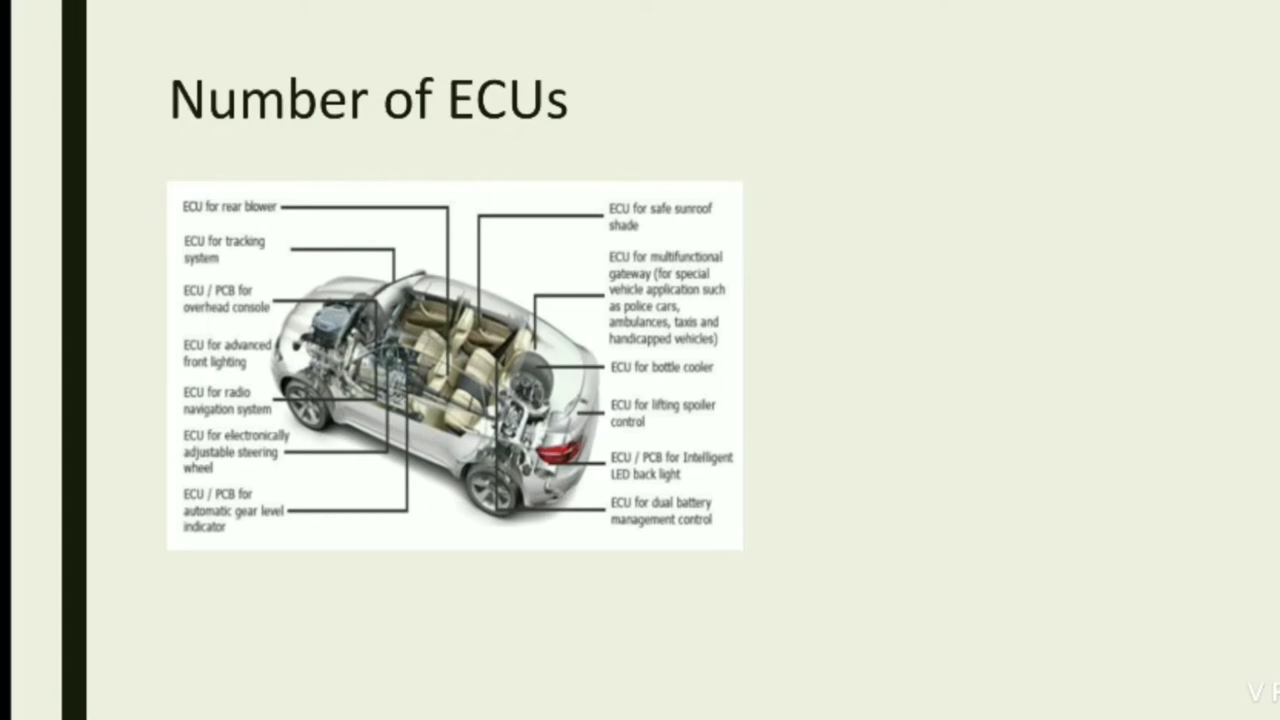 Number of ECUs
ECU for rear blower
ECU for tracking
system
ECU / PCB for
overhead console
ECU for advanced
front lighting
ECU for radio
navigation system
ECU for electronically
adjustable steering
wheel
ECU / PCB for
automatic gear level
indicator
ECU for safe sunroof
shade
ECU for multifunctional
gateway (for special
vehicle application such
as police cars,
ambulances, taxis and
handicapped vehicles)
ECU for bottle cooler
ECU for lifting spoiler
control
ECU / PCB for Intelligent
LED back light
ECU for dual battery
management control